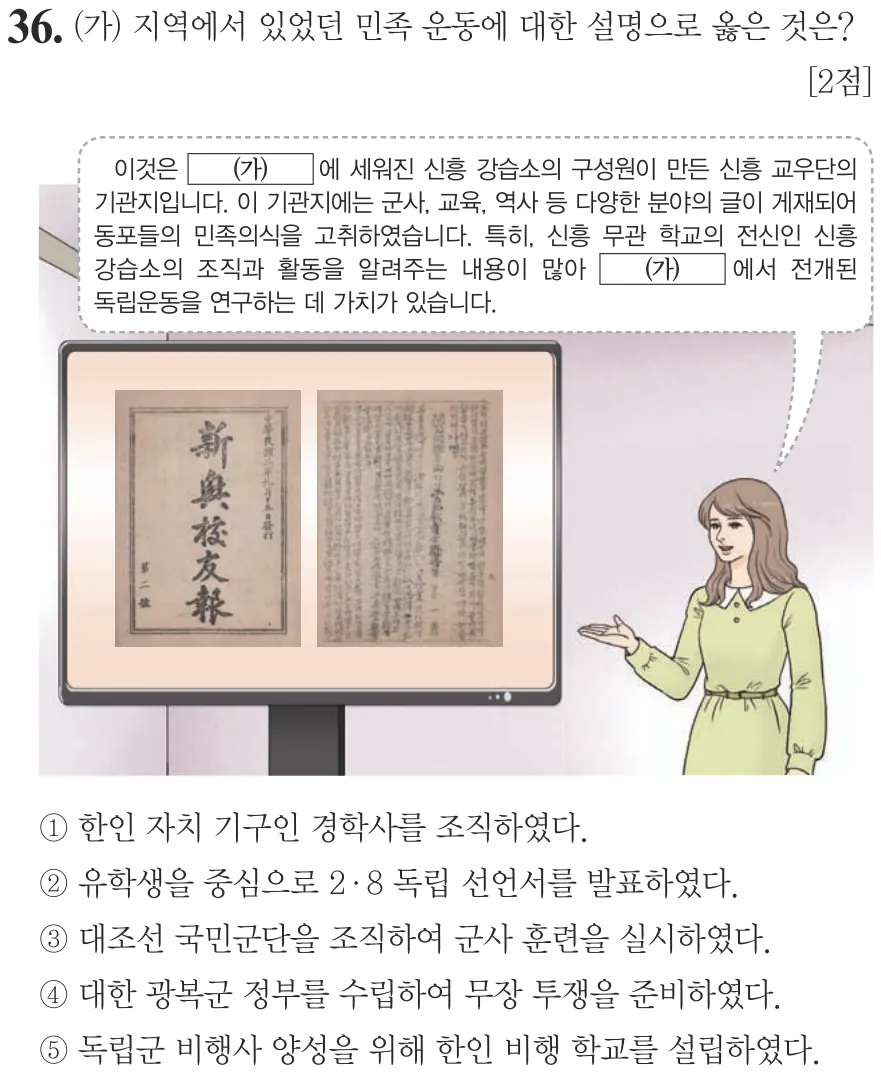 36. (가) 지역에서 있었던 민족 운동에 대한 설명으로 옳은 것은?
[2점]
이것은 (가) 에 세워진 신흥 강습소의 구성원이 만든 신흥 교우단의
기관지입니다. 이 기관지에는 군사, 교육, 역사 등 다양한 분야의 글이 게재되어
동포들의 민족의식을 고취하였습니다. 특히, 신흥 무관 학교의 전신인 신흥
강습소의 조직과 활동을 알려주는 내용이 많아 (가) 에서 전개된
독립운동을 연구하는 데 가치가 있습니다.
新興校友報
第二號
① 한인 자치 기구인 경학사를 조직하였다.
② 유학생을 중심으로 2·8 독립 선언서를 발표하였다.
③ 대조선 국민군단을 조직하여 군사 훈련을 실시하였다.
④ 대한 광복군 정부를 수립하여 무장 투쟁을 준비하였다.
⑤ 독립군 비행사 양성을 위해 한인 비행 학교를 설립하였다.